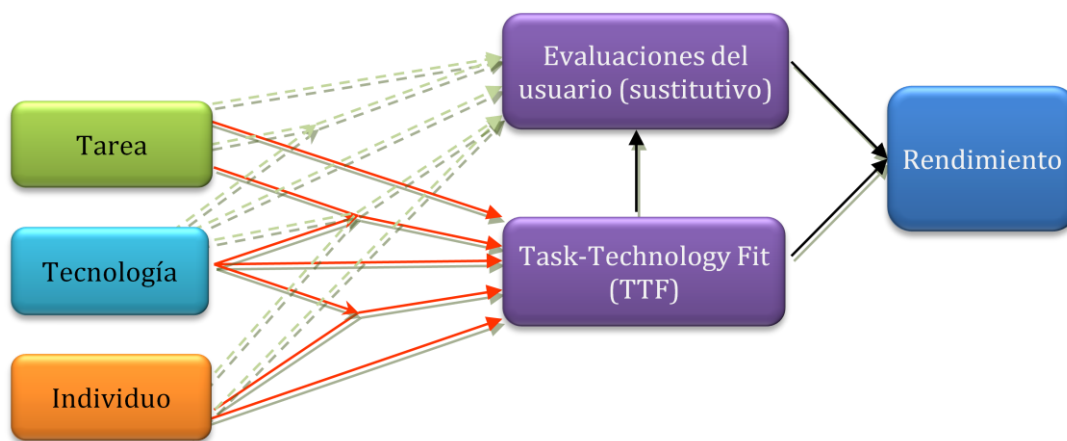 Evaluaciones del
usuario (sustitutivo)
Tarea
Rendimiento
Tecnología
Task-Technology Fit
(TTF)
Individuo